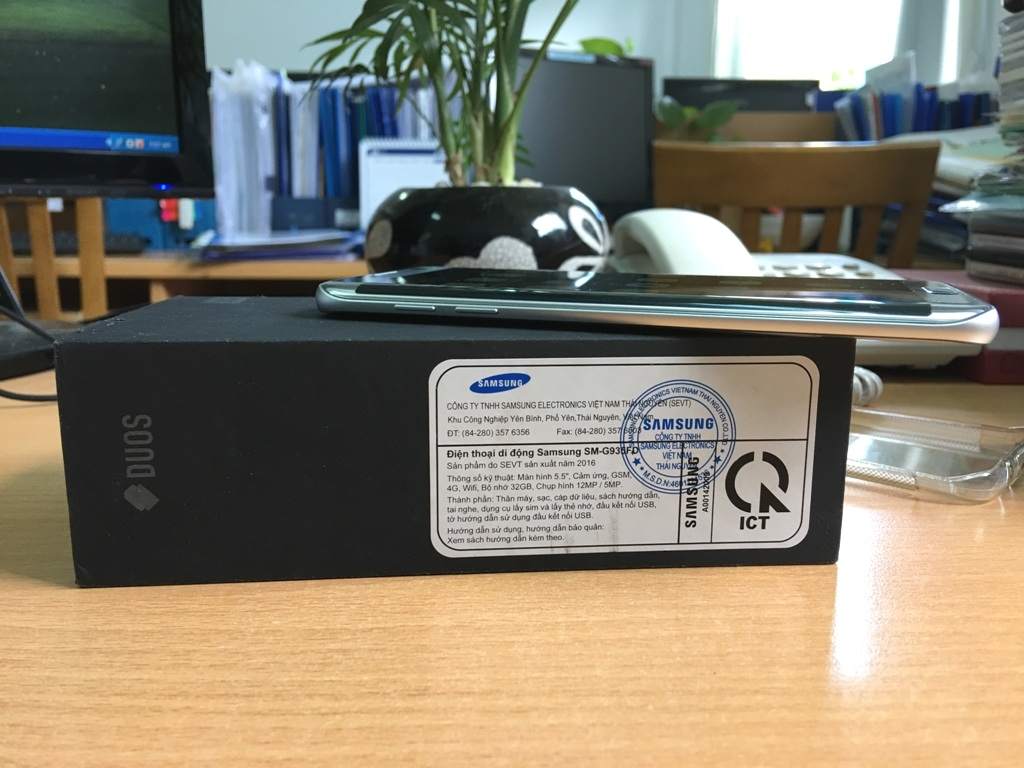 DUOS
SAMSUNG
CÔNG TY TNHH SAMSUNG ELECTRONICS VIỆT NAM THÁI NGUYÊN (SEVT)
Khu Công Nghiệp Yên Bình, Phổ Yên, Thái Nguyên, Việt Nam
ĐT: (84-280) 357 6356 Fax: (84-280) 357
Điện thoại di động Samsung SM-G935FD
Sản phẩm do SEVT sản xuất năm 2016
Thông số kỹ thuật: Màn hình 5.5", Cảm ứng, GSM,
4G, Wifi, Bộ nhớ 32GB, Chụp hình 12MP / 5MP.
Thành phần: Thân máy, sạc, cáp dữ liệu, sách hướng dẫn,
tai nghe, dụng cụ lấy sim và lấy thẻ nhớ, đầu kết nối USB,
tờ hướng dẫn sử dụng đầu kết nối USB.
Hướng dẫn sử dụng, hướng dẫn bảo quản:
Xem sách hướng dẫn kèm theo.
SAMSUNG
CÔNG TY TNHH
SAMSUNG ELECTRONICS
VIỆT NAM
THÁI NGUYÊN
SAMSUNG
ICT